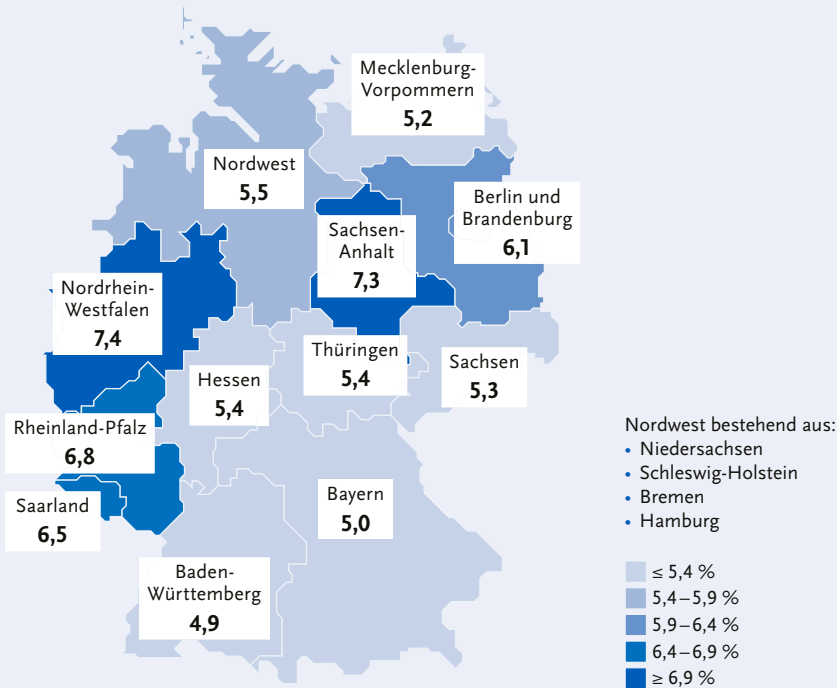 Mecklenburg-
Vorpommern
5,2
Nordwest
5,5
Berlin und
Brandenburg
6,1
Sachsen-
Anhalt
7,3
Nordrhein-
Westfalen
7,4
Thüringen
5,4
Sachsen
5,3
Hessen
5,4
Rheinland-Pfalz
6,8
Saarland
6,5
Bayern
5,0
Baden-
Württemberg
4,9
Nordwest bestehend aus:
• Niedersachsen
• Schleswig-Holstein
• Bremen
• Hamburg
≤ 5,4 %
5,4–5,9 %
5,9–6,4 %
6,4–6,9 %
≥ 6,9 %